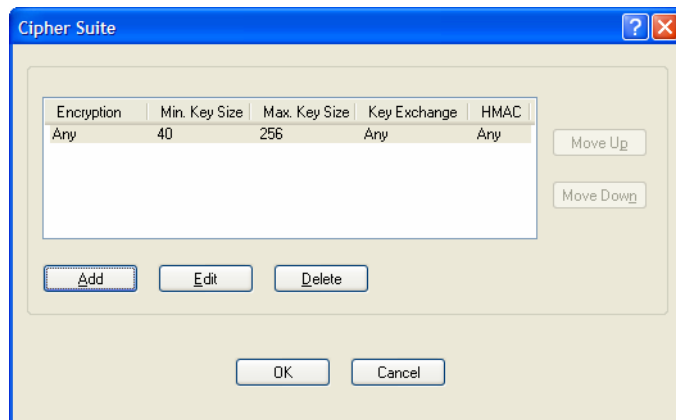 Cipher Suite
Encryption Min. Key Size Max. Key Size Key Exchange HMAC
Any 40 256 Any Any
Move Up
Move Down
Add Edit Delete
OK Cancel